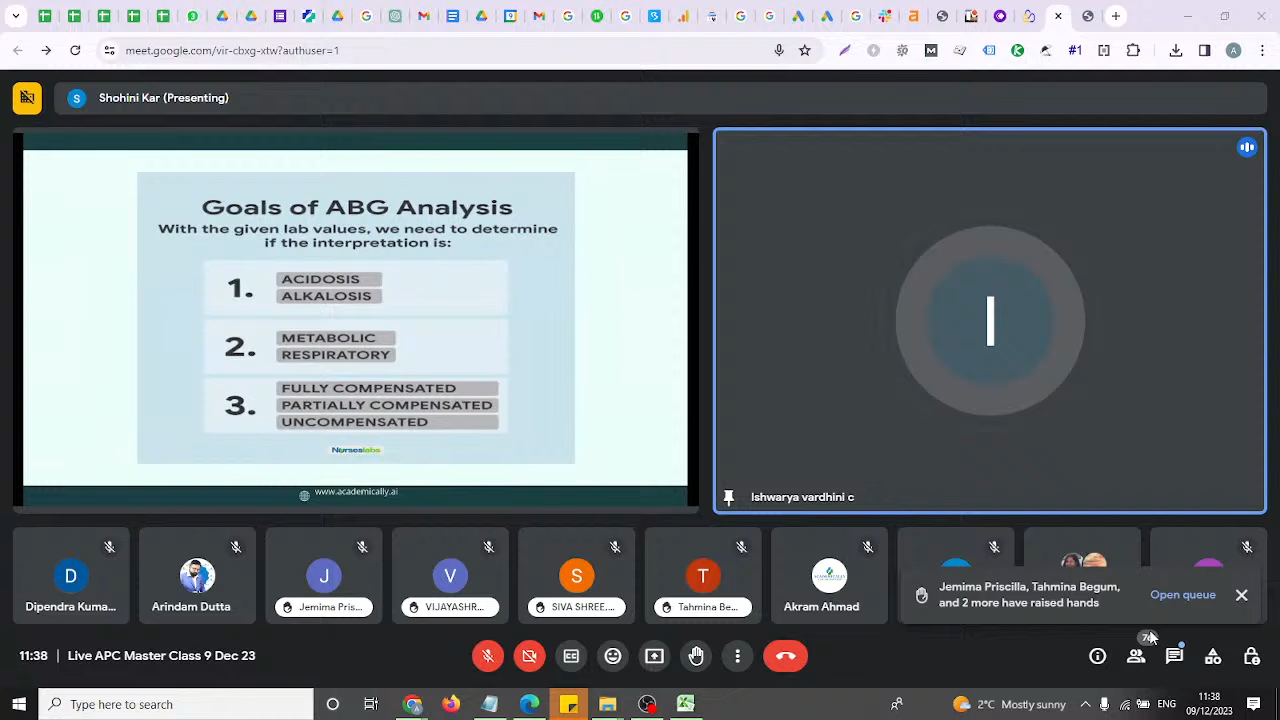 meet.google.com/vir-cbxg-xtw?authuser=1
#1
A
S
Shohini Kar (Presenting)
Goals of ABG Analysis
With the given lab values, we need to determine
if the interpretation is:
1.
ACIDOSIS
ALKALOSIS
2.
METABOLIC
RESPIRATORY
3.
FULLY COMPENSATED
PARTIALLY COMPENSATED
UNCOMPENSATED
Nurseslabs
www.academically.ai
I
Ishwarya vardhini c
D
Dipendra Kuma...
Arindam Dutta
J
Jemima Pris...
V
VIJAYASHR...
S
SIVA SHREE...
T
Tahmina Be...
Akram Ahmad
Jemima Priscilla, Tahmina Begum,
and 2 more have raised hands
Open queue
11:38 | Live APC Master Class 9 Dec 23
Type here to search
2°C Mostly sunny
ENG
11:38
09/12/2023